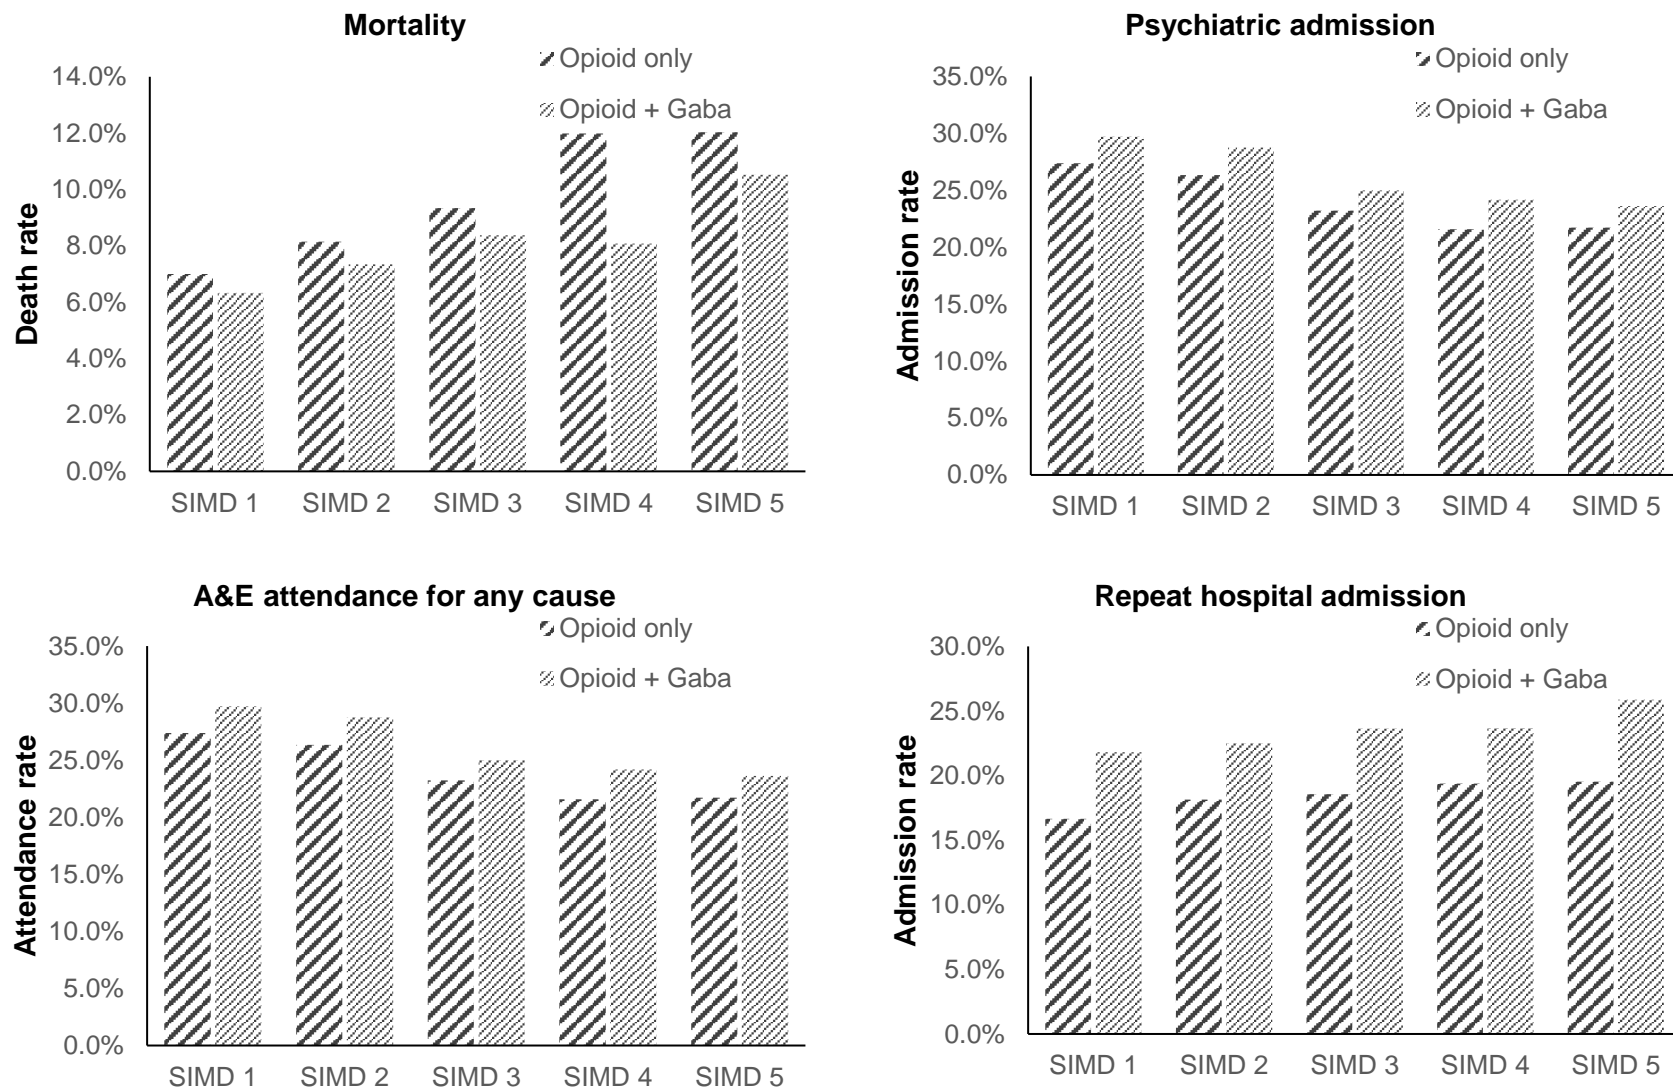 Mortality
Opioid only
Opioid + Gaba
14.0%
12.0%
10.0%
8.0%
6.0%
4.0%
2.0%
0.0%
Death rate
SIMD 1 SIMD 2 SIMD 3 SIMD 4 SIMD 5
Psychiatric admission
Opioid only
Opioid + Gaba
35.0%
30.0%
25.0%
20.0%
15.0%
10.0%
5.0%
0.0%
Admission rate
SIMD 1 SIMD 2 SIMD 3 SIMD 4 SIMD 5
A&E attendance for any cause
Opioid only
Opioid + Gaba
35.0%
30.0%
25.0%
20.0%
15.0%
10.0%
5.0%
0.0%
Attendance rate
SIMD 1 SIMD 2 SIMD 3 SIMD 4 SIMD 5
Repeat hospital admission
Opioid only
Opioid + Gaba
30.0%
25.0%
20.0%
15.0%
10.0%
5.0%
0.0%
Admission rate
SIMD 1 SIMD 2 SIMD 3 SIMD 4 SIMD 5